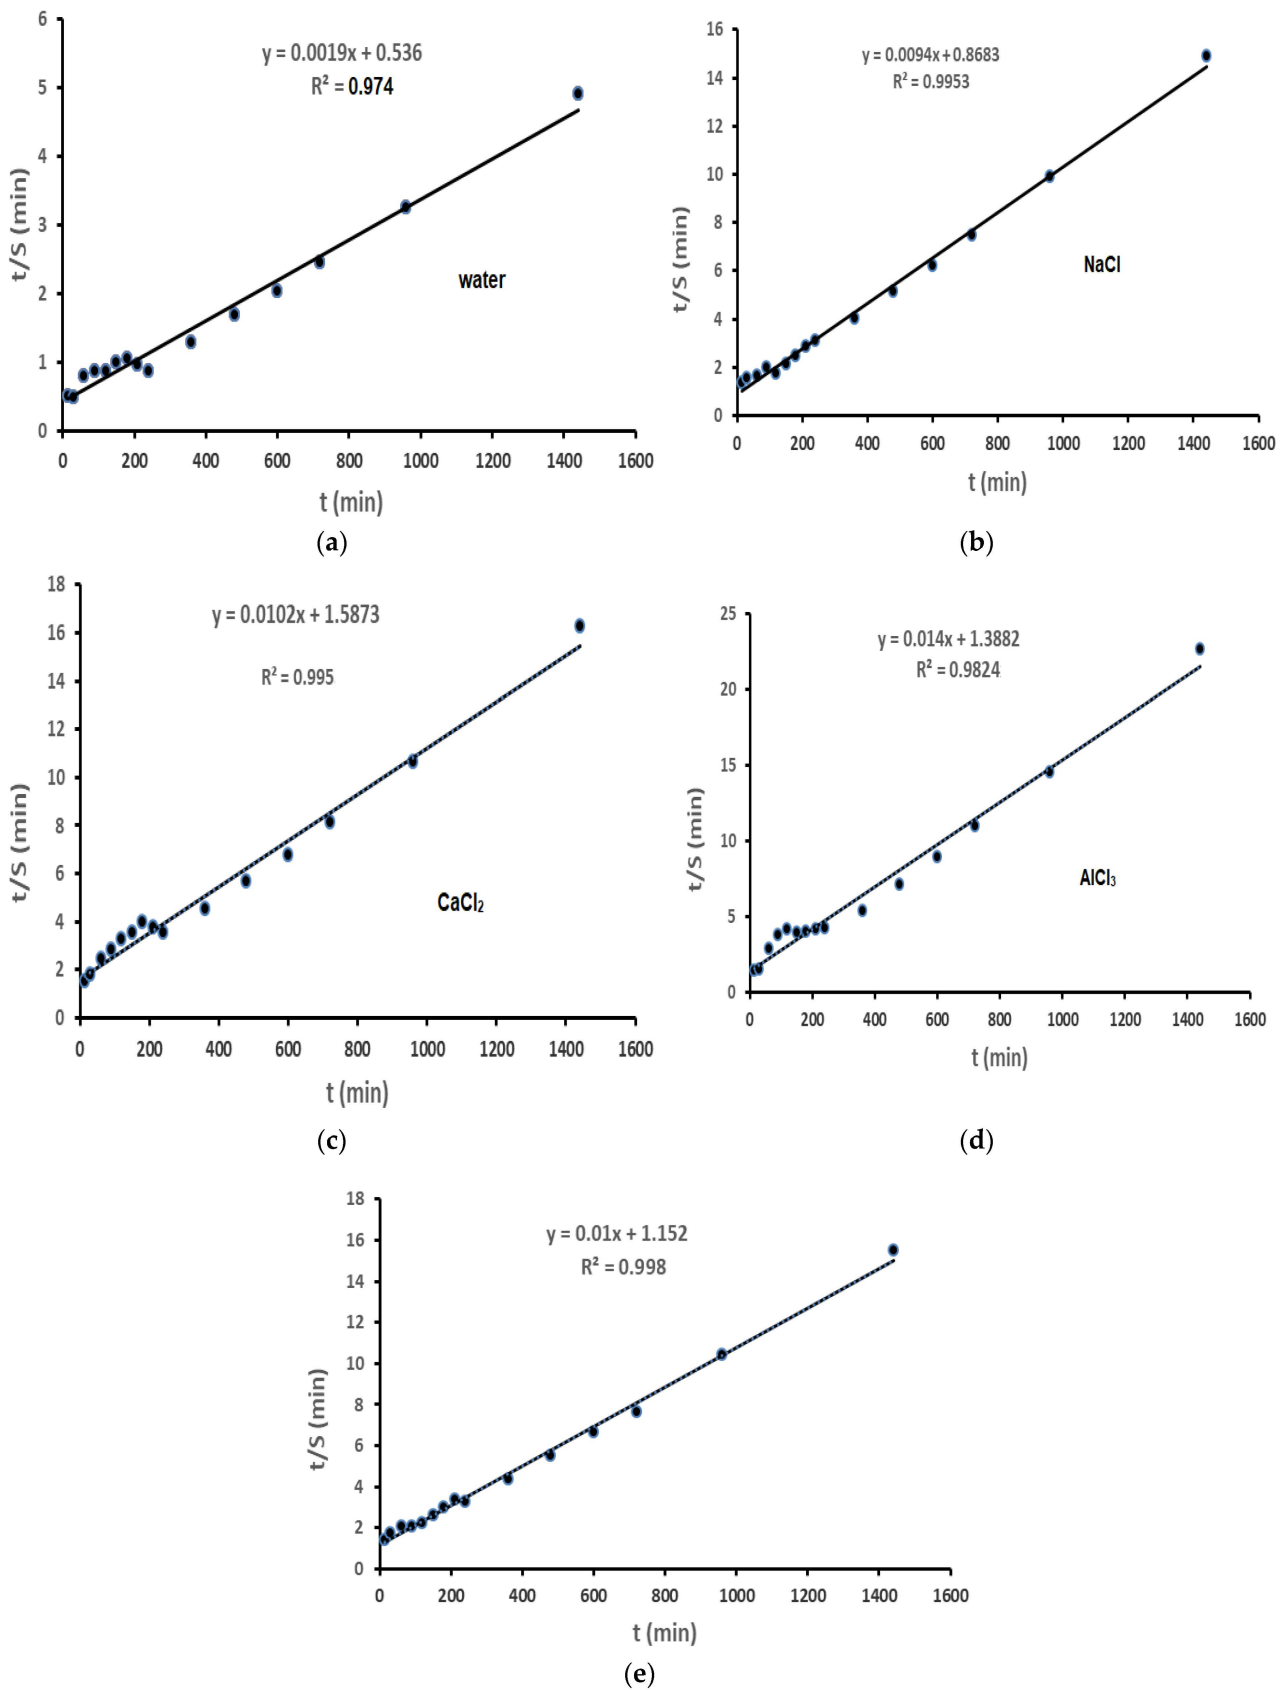 6
5
4
3
2
1
0
t/S (min)
y = 0.0019x + 0.536
R² = 0.974
water
0 200 400 600 800 1000 1200 1400 1600
t (min)
(a)
16
14
12
10
8
6
4
2
0
t/S (min)
y = 0.0094x + 0.8683
R² = 0.9953
NaCl
0 200 400 600 800 1000 1200 1400 1600
t (min)
(b)
18
16
14
12
10
8
6
4
2
0
t/S (min)
y = 0.0102x + 1.5873
R² = 0.995
CaCl₂
0 200 400 600 800 1000 1200 1400 1600
t (min)
(c)
25
20
15
10
5
0
t/S (min)
y = 0.014x + 1.3882
R² = 0.9824
AlCl₃
0 200 400 600 800 1000 1200 1400 1600
t (min)
(d)
18
16
14
12
10
8
6
4
2
0
t/S (min)
y = 0.01x + 1.152
R² = 0.998
0 200 400 600 800 1000 1200 1400 1600
t (min)
(e)